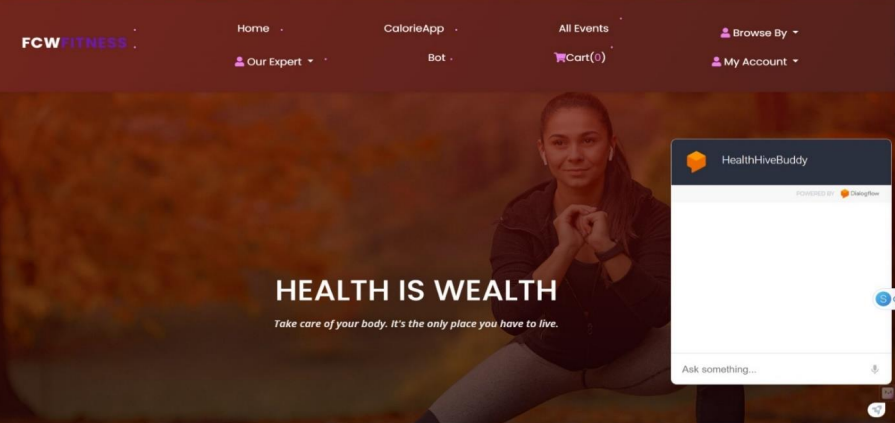 FCWFITNESS
Home
CalorieApp
All Events
Browse By
Our Expert
Bot
Cart(0)
My Account
HealthHiveBuddy
POWERED BY Dialogflow
HEALTH IS WEALTH
Take care of your body. It's the only place you have to live.
Ask something...